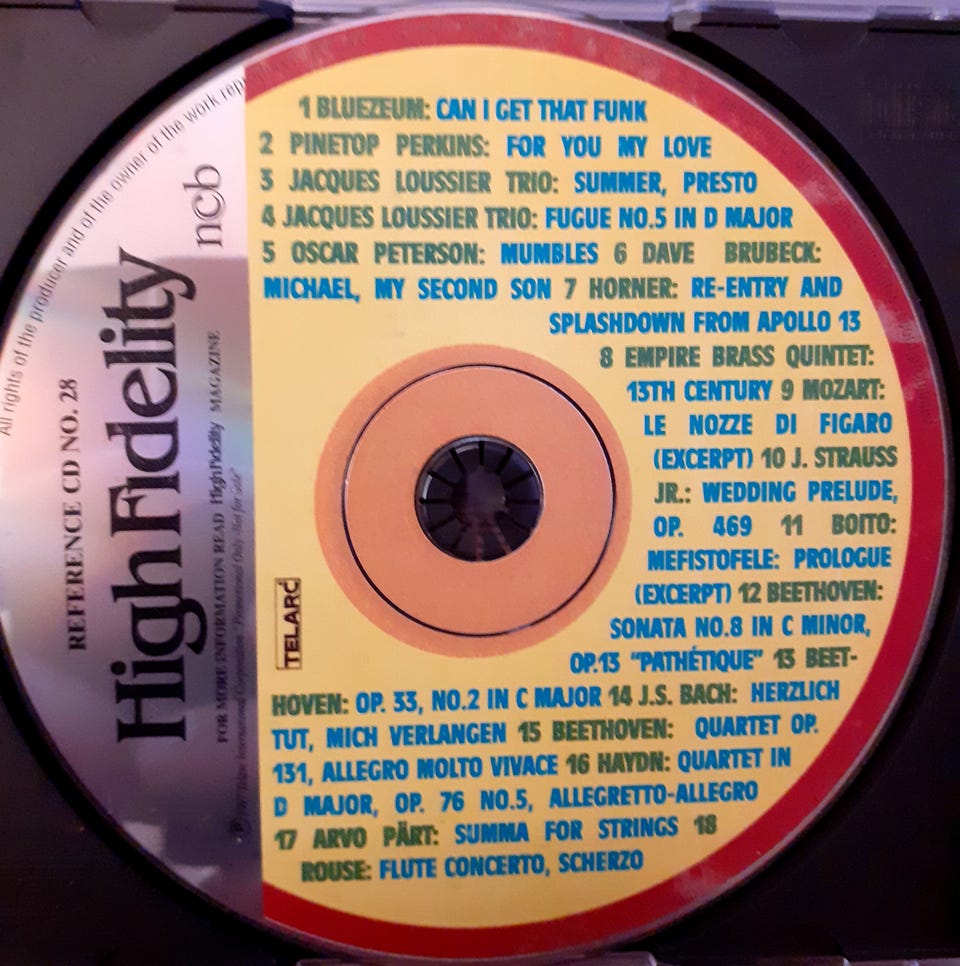 1 BLUEZEUM: CAN I GET THAT FUNK
2 PINETOP PERKINS: FOR YOU MY LOVE
3 JACQUES LOUSSIER TRIO: SUMMER, PRESTO
4 JACQUES LOUSSIER TRIO: FUGUE NO.5 IN D MAJOR
5 OSCAR PETERSON: MUMBLES 6 DAVE BRUBECK:
MICHAEL, MY SECOND SON 7 HORNER: RE-ENTRY AND
SPLASHDOWN FROM APOLLO 13
8 EMPIRE BRASS QUINTET:
13TH CENTURY 9 MOZART:
LE NOZZE DI FIGARO
(EXCERPT) 10 J. STRAUSS
JR.: WEDDING PRELUDE,
OP. 469 11 BOITO:
MEFISTOFELE: PROLOGUE
(EXCERPT) 12 BEETHOVEN:
SONATA NO.8 IN C MINOR,
OP.13 "PATHÉTIQUE" 13 BEET-
HOVEN: OP. 33, NO.2 IN C MAJOR 14 J.S. BACH: HERZLICH
TUT, MICH VERLANGEN 15 BEETHOVEN: QUARTET OP.
131, ALLEGRO MOLTO VIVACE 16 HAYDN: QUARTET IN
D MAJOR, OP. 76 NO.5, ALLEGRETTO-ALLEGRO
17 ARVO PÄRT: SUMMA FOR STRINGS 18
ROUSE: FLUTE CONCERTO, SCHERZO
TELARC
All rights of the producer and of the owner of the work
ncb
REFERENCE CD NO. 28
High Fidelity
FOR MORE INFORMATION READ High Fidelity MAGAZINE
Telarc International Corporation "Promotional Only-Not for Sale"